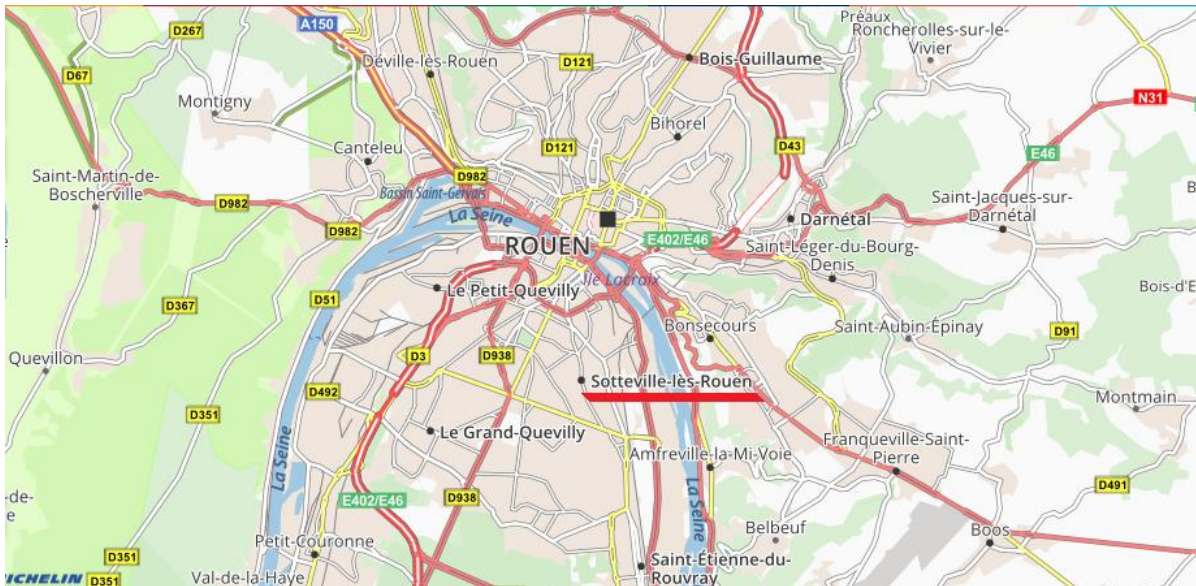 D267
A150
D121
Bois-Guillaume
Préaux
Roncherolles-sur-le-
Vivier
D67
Déville-lès-Rouen
Montigny
N31
Bihorel
Canteleu
D121
D43
E46
Saint-Martin-de-
Boscherville
D982
Bassin Saint-Gervais
D982
La Seine
Saint-Jacques-sur-
Darnétal
B
Darnétal
D982
ROUEN
E402/E46
Saint-Léger-du-Bourg-
Denis
e
Île Lacroix
Le Petit-Quevilly
D51
D367
Bois-d'E
Bonsecours
Saint-Aubin-Épinay
D91
Quevillon
D3
D938
Sotteville-lès-Rouen
D492
Montmain
D351
Le Grand-Quevilly
Franqueville-Saint-
Pierre
Amfreville-la-Mi-Voie
La Seine
La Seine
D491
-de-
e
E402/E46
D938
Belbeuf
Boos
Petit-Couronne
D351
Saint-Étienne-du-
Rouvray
ICHELIN
D351
Val-de-la-Haye